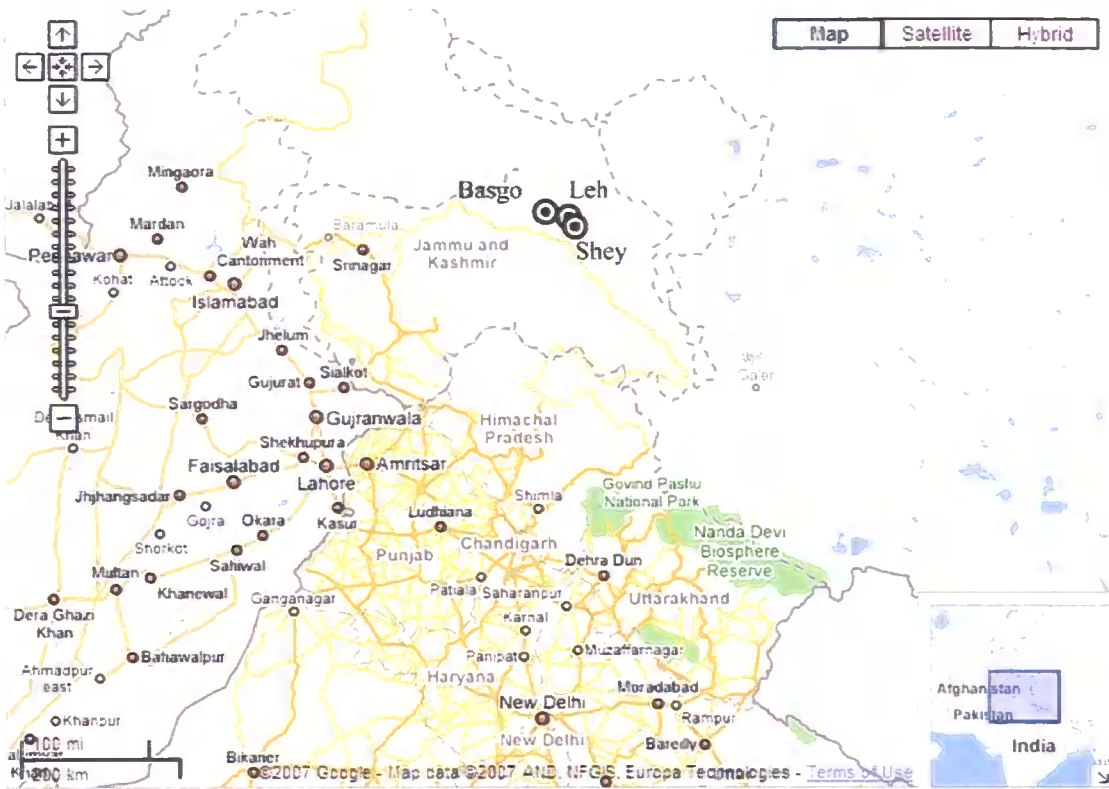 Map Satellite Hybrid
Mingaora
Basgo Leh
Mardan
Baramula
Wah
Cantonment
Shey
Jammu and
Kashmir
Srinagar
Kohat
Attock
Islamabad
Jhelum
Gujurat
Sialkot
Sargodha
Gujranwala
Himachal
Pradesh
Khan
Shekhupura
Faisalabad
Lahore
Amritsar
Govind Pashu
National Park
Jhjhangsadar
Gojra
Okara
Kasur
Ludhiana
Shimla
Nanda Devi
Biosphere
Reserve
Shorkot
Sahiwal
Punjab
Chandigarh
Dehra Dun
Multan
Khanewal
Patiala
Saharanpur
Uttarakhand
Dera Ghazi
Khan
Ganganagar
Karnal
Bahawalpur
Panipat
Muzaffarnagar
Ahmadpur
east
Haryana
New Delhi
Moradabad
Rampur
Khanpur
New Delhi
Afghanistan
Pakistan
India
100 mi
200 km
Bikaner
©2007 Google - Map data ©2007 AND, NFGIS, Europa Technologies - Terms of Use